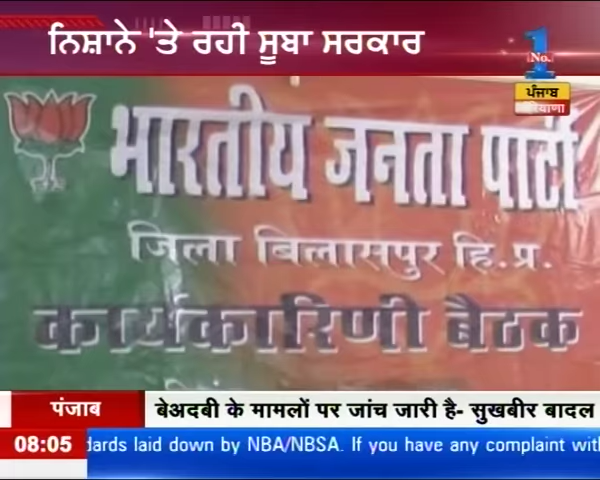 ਨਿਸ਼ਾਨੇ 'ਤੇ ਰਹੀ ਸੂਬਾ ਸਰਕਾਰ
No. 1
ਪੰਜਾਬ
ਹਰਿਆਣਾ
भारतीय जनता पार्टी
जिला बिलासपुर हि.प्र.
कार्यकारिणी बैठक
पंजाब
बेअदबी के मामलों पर जांच जारी है- सुखबीर बादल
08:05
dards laid down by NBA/NBSA. If you have any complaint with